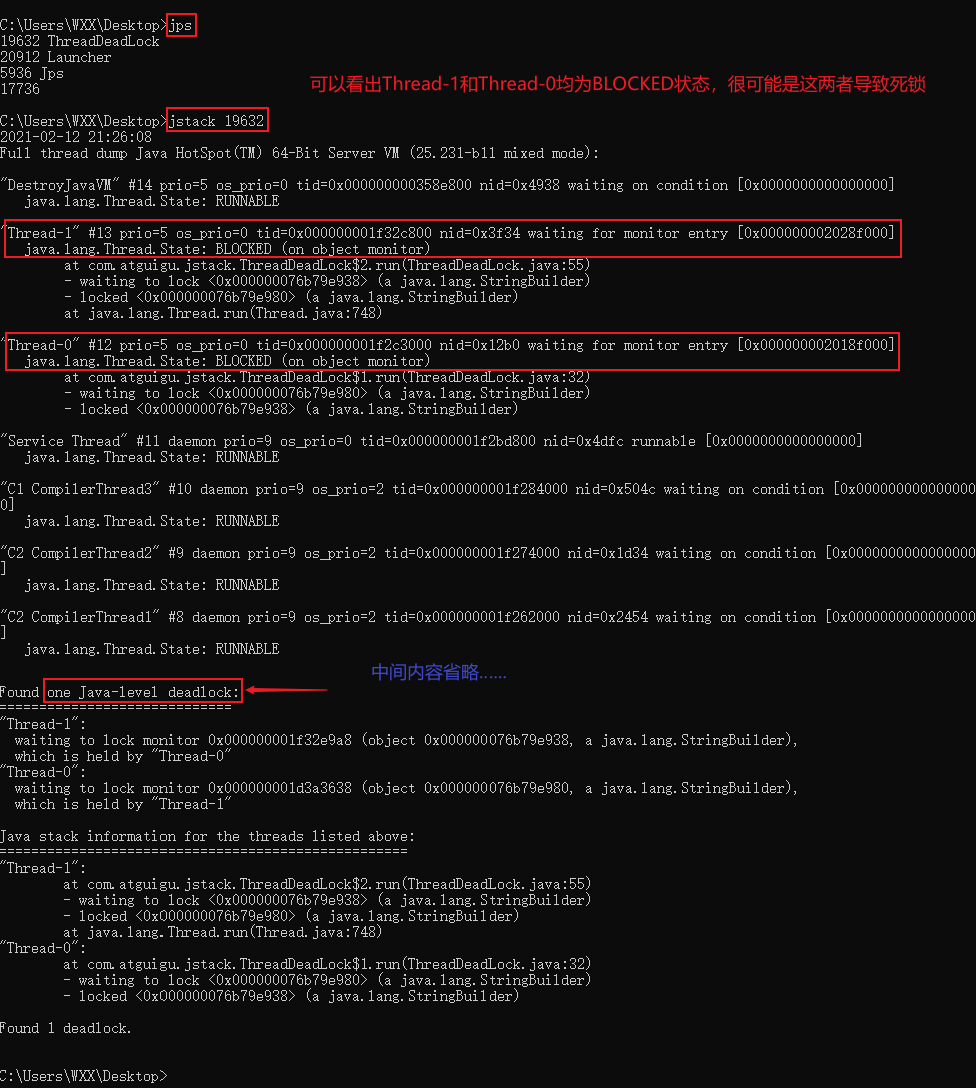 C:\Users\WXX\Desktop>jps
19632 ThreadDeadLock
20912 Launcher
5936 Jps
17736
可以看出Thread-1和Thread-0均为BLOCKED状态，很可能是这两者导致死锁
C:\Users\WXX\Desktop>jstack 19632
2021-02-12 21:26:08
Full thread dump Java HotSpot(TM) 64-Bit Server VM (25.231-b11 mixed mode):
"DestroyJavaVM" #14 prio=5 os_prio=0 tid=0x000000000358e800 nid=0x4938 waiting on condition [0x0000000000000000]
java.lang.Thread.State: RUNNABLE
"Thread-1" #13 prio=5 os_prio=0 tid=0x000000001f32c800 nid=0x3f34 waiting for monitor entry [0x000000002028f000]
java.lang.Thread.State: BLOCKED (on object monitor)
at com.atguigu.jstack.ThreadDeadLock$2.run(ThreadDeadLock.java:55)
- waiting to lock <0x000000076b79e938> (a java.lang.StringBuilder)
- locked <0x000000076b79e980> (a java.lang.StringBuilder)
at java.lang.Thread.run(Thread.java:748)
"Thread-0" #12 prio=5 os_prio=0 tid=0x000000001f2c3000 nid=0x12b0 waiting for monitor entry [0x000000002018f000]
java.lang.Thread.State: BLOCKED (on object monitor)
at com.atguigu.jstack.ThreadDeadLock$1.run(ThreadDeadLock.java:32)
- waiting to lock <0x000000076b79e980> (a java.lang.StringBuilder)
- locked <0x000000076b79e938> (a java.lang.StringBuilder)
"Service Thread" #11 daemon prio=9 os_prio=0 tid=0x000000001f2bd800 nid=0x4dfc runnable [0x0000000000000000]
java.lang.Thread.State: RUNNABLE
"C1 CompilerThread3" #10 daemon prio=9 os_prio=2 tid=0x000000001f284000 nid=0x504c waiting on condition [0x000000000000000
0]
java.lang.Thread.State: RUNNABLE
"C2 CompilerThread2" #9 daemon prio=9 os_prio=2 tid=0x000000001f274000 nid=0x1d34 waiting on condition [0x0000000000000000
]
java.lang.Thread.State: RUNNABLE
"C2 CompilerThread1" #8 daemon prio=9 os_prio=2 tid=0x000000001f262000 nid=0x2454 waiting on condition [0x0000000000000000
]
java.lang.Thread.State: RUNNABLE
中间内容省略......
Found one Java-level deadlock:
=============================
"Thread-1":
waiting to lock monitor 0x000000001f32e9a8 (object 0x000000076b79e938, a java.lang.StringBuilder),
which is held by "Thread-0"
"Thread-0":
waiting to lock monitor 0x000000001d3a3638 (object 0x000000076b79e980, a java.lang.StringBuilder),
which is held by "Thread-1"
Java stack information for the threads listed above:
===================================================
"Thread-1":
at com.atguigu.jstack.ThreadDeadLock$2.run(ThreadDeadLock.java:55)
- waiting to lock <0x000000076b79e938> (a java.lang.StringBuilder)
- locked <0x000000076b79e980> (a java.lang.StringBuilder)
at java.lang.Thread.run(Thread.java:748)
"Thread-0":
at com.atguigu.jstack.ThreadDeadLock$1.run(ThreadDeadLock.java:32)
- waiting to lock <0x000000076b79e980> (a java.lang.StringBuilder)
- locked <0x000000076b79e938> (a java.lang.StringBuilder)
Found 1 deadlock.
C:\Users\WXX\Desktop>